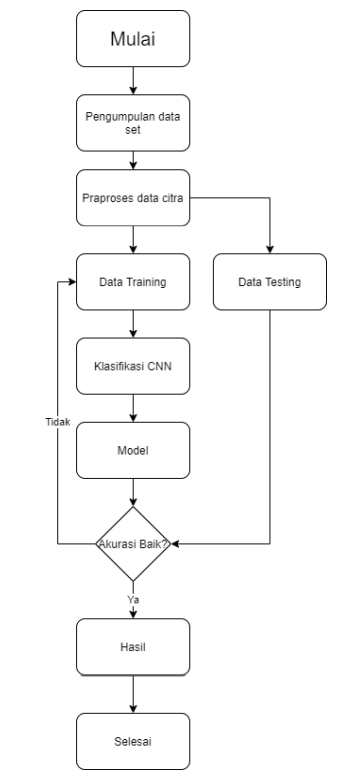 Mulai
Pengumpulan data
set
Praproses data citra
Data Training
Data Testing
Klasifikasi CNN
Tidak
Model
Akurasi Baik?
Ya
Hasil
Selesai